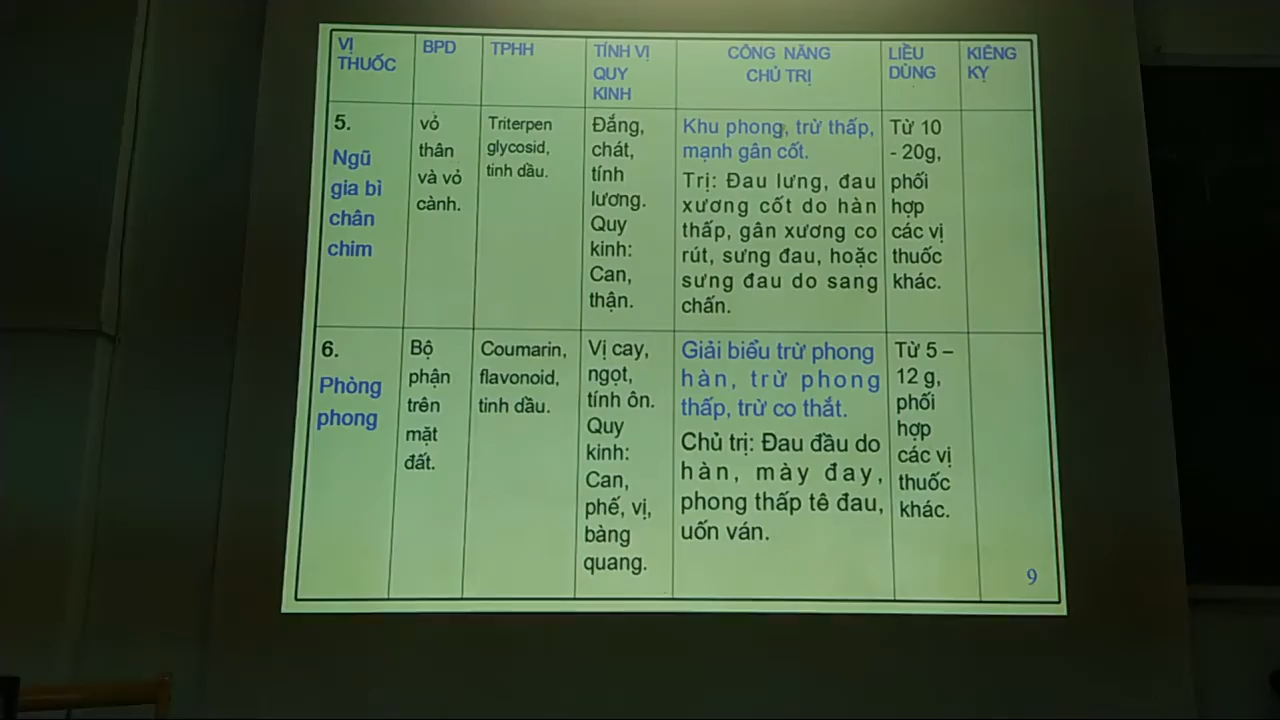 VỊ THUỐC
BPD
TPHH
TÍNH VỊ
QUY
KINH
CÔNG NĂNG
CHỦ TRỊ
LIỀU
DÙNG
KIÊNG
KỴ
5.
Ngũ
gia bì
chân
chim
vỏ
thân
và vỏ
cành.
Triterpen
glycosid,
tinh dầu.
Đắng,
chát,
tính
lương.
Quy
kinh:
Can,
thận.
Khu phong, trừ thấp,
mạnh gân cốt.
Trị: Đau lưng, đau
xương cốt do hàn
thấp, gân xương co
rút, sưng đau, hoặc
sưng đau do sang
chấn.
Từ 10
- 20g,
phối
hợp
các vị
thuốc
khác.
6.
Phòng
phong
Bộ
phận
trên
mặt
đất.
Coumarin,
flavonoid,
tinh dầu.
Vị cay,
ngọt,
tính ôn.
Quy
kinh:
Can,
phế, vị,
bàng
quang.
Giải biểu trừ phong
hàn, trừ phong
thấp, trừ co thắt.
Chủ trị: Đau đầu do
hàn, mày đay,
phong thấp tê đau,
uốn ván.
Từ 5 –
12 g,
phối
hợp
các vị
thuốc
khác.
9